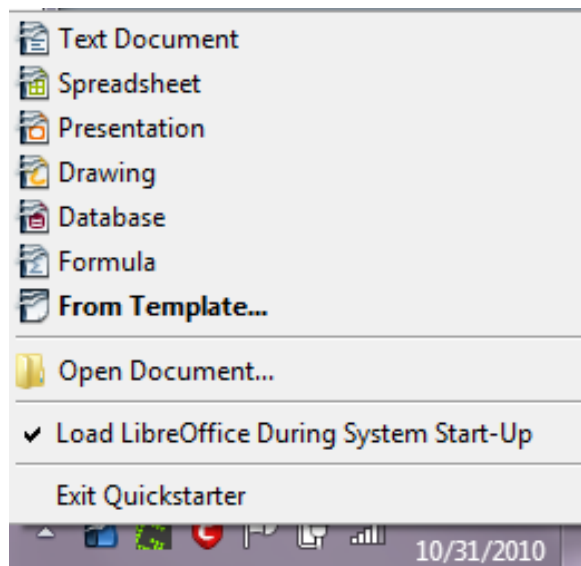 Text Document
Spreadsheet
Presentation
Drawing
Database
Formula
From Template...
Open Document...
Load LibreOffice During System Start-Up
Exit Quickstarter
10/31/2010